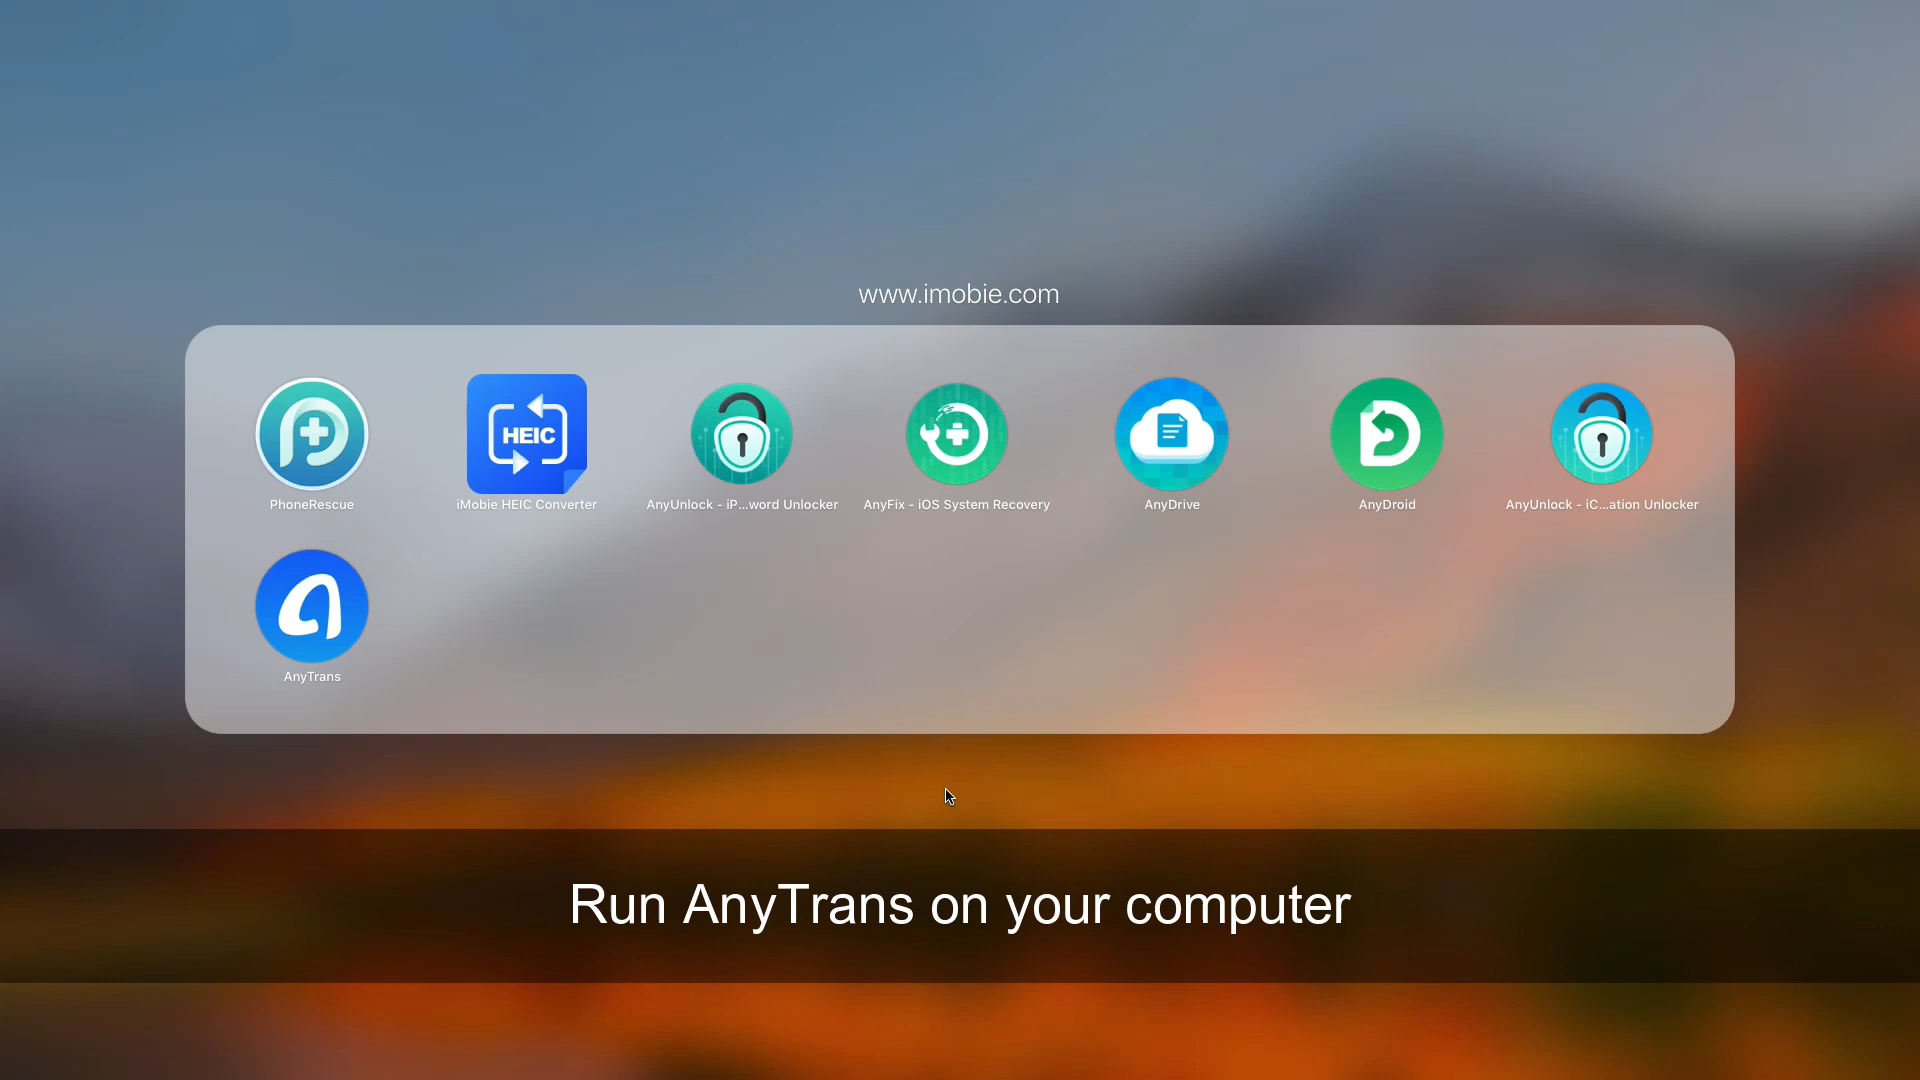 www.imobie.com
HEIC
PhoneRescue
iMobie HEIC Converter
AnyUnlock - iP...word Unlocker
AnyFix - iOS System Recovery
AnyDrive
AnyDroid
AnyUnlock - iC...ation Unlocker
AnyTrans
Run AnyTrans on your computer